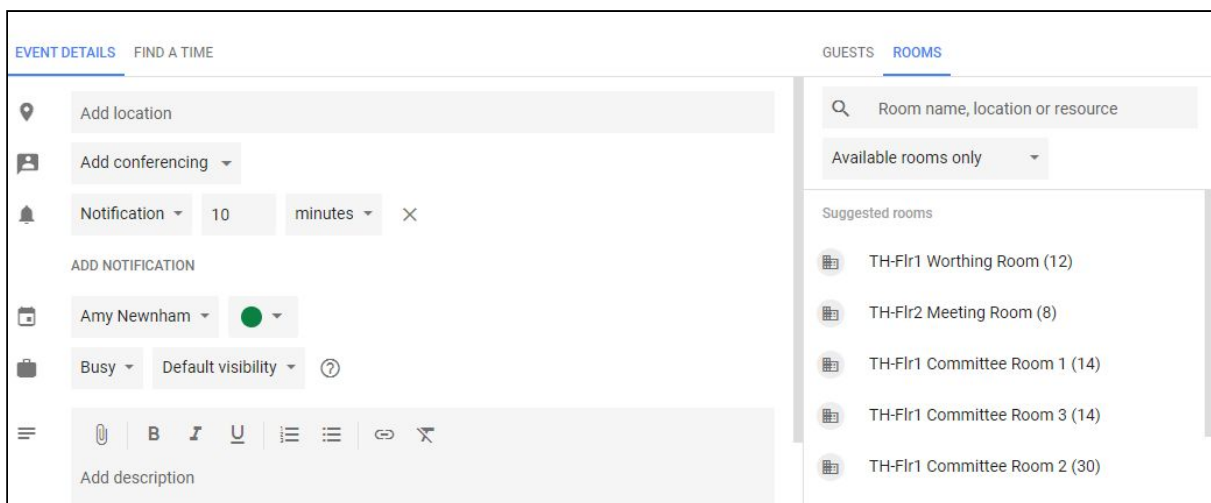 EVENT DETAILS FIND A TIME
Add location
Add conferencing
Notification 10 minutes
ADD NOTIFICATION
Amy Newnham
Busy Default visibility
B I U
Add description
GUESTS ROOMS
Room name, location or resource
Available rooms only
Suggested rooms
TH-Flr1 Worthing Room (12)
TH-Flr2 Meeting Room (8)
TH-Flr1 Committee Room 1 (14)
TH-Flr1 Committee Room 3 (14)
TH-Flr1 Committee Room 2 (30)